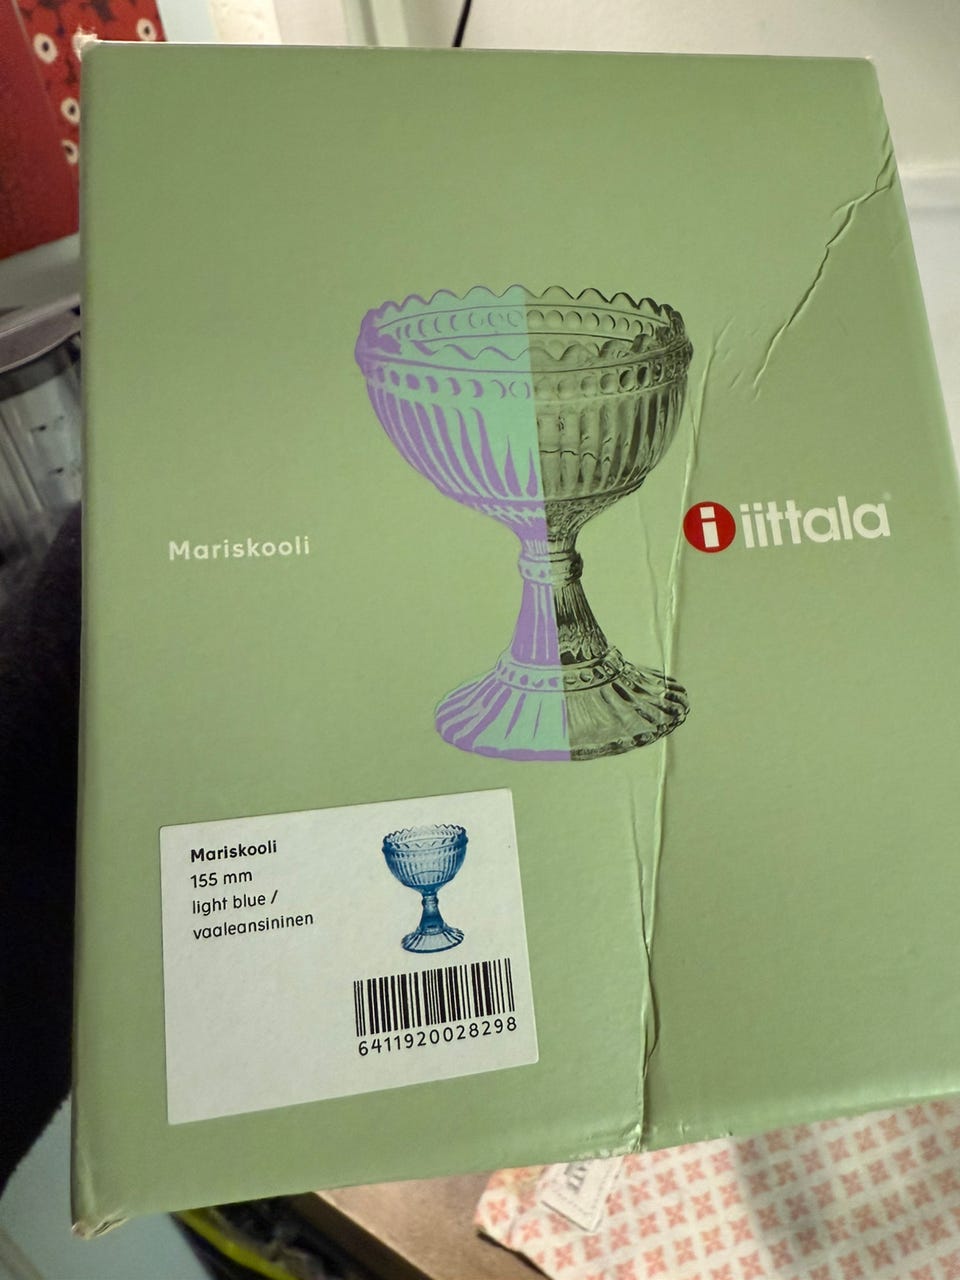 Mariskooli
i iittala
Mariskooli
155 mm
light blue /
vaaleansininen
6411920028298